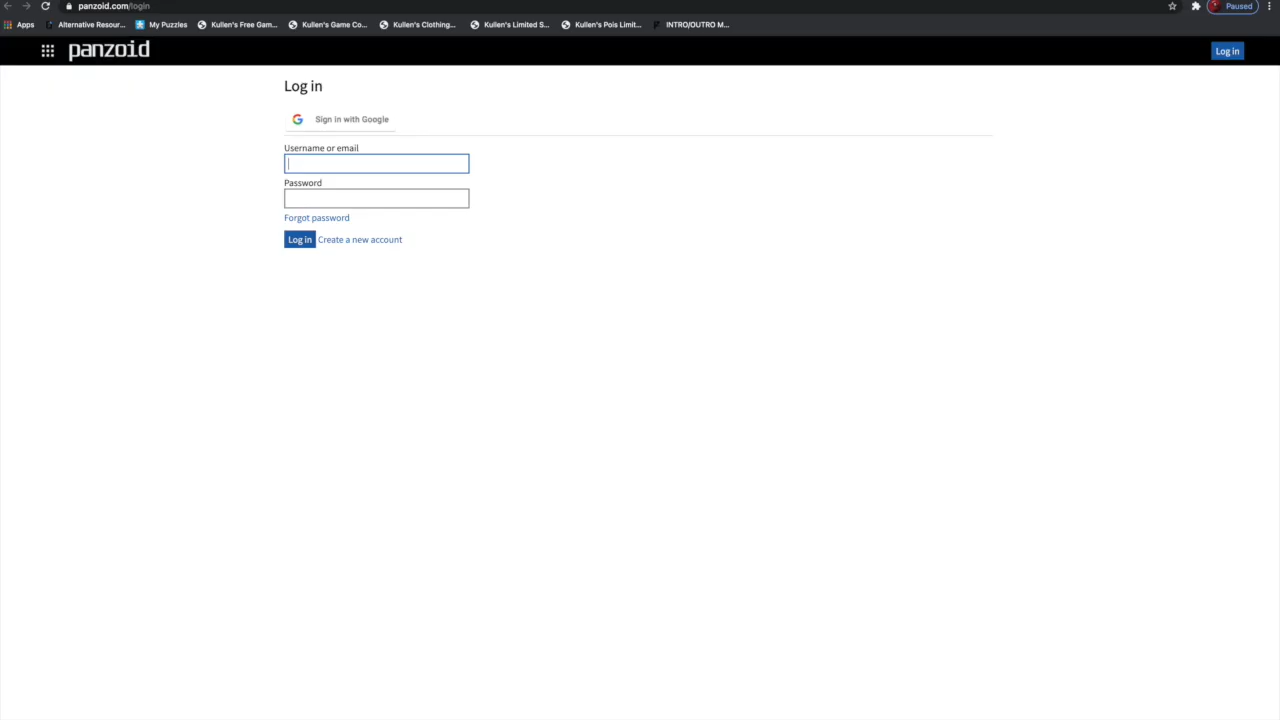 panzoid.com/login
Paused
Apps
Alternative Resour...
My Puzzles
Kullen's Free Gam...
Kullen's Game Co...
Kullen's Clothing...
Kullen's Limited S...
Kullen's Pois Limit...
INTRO/OUTRO M...
panzoid
Log in
Log in
Sign in with Google
Username or email
Password
Forgot password
Log in Create a new account